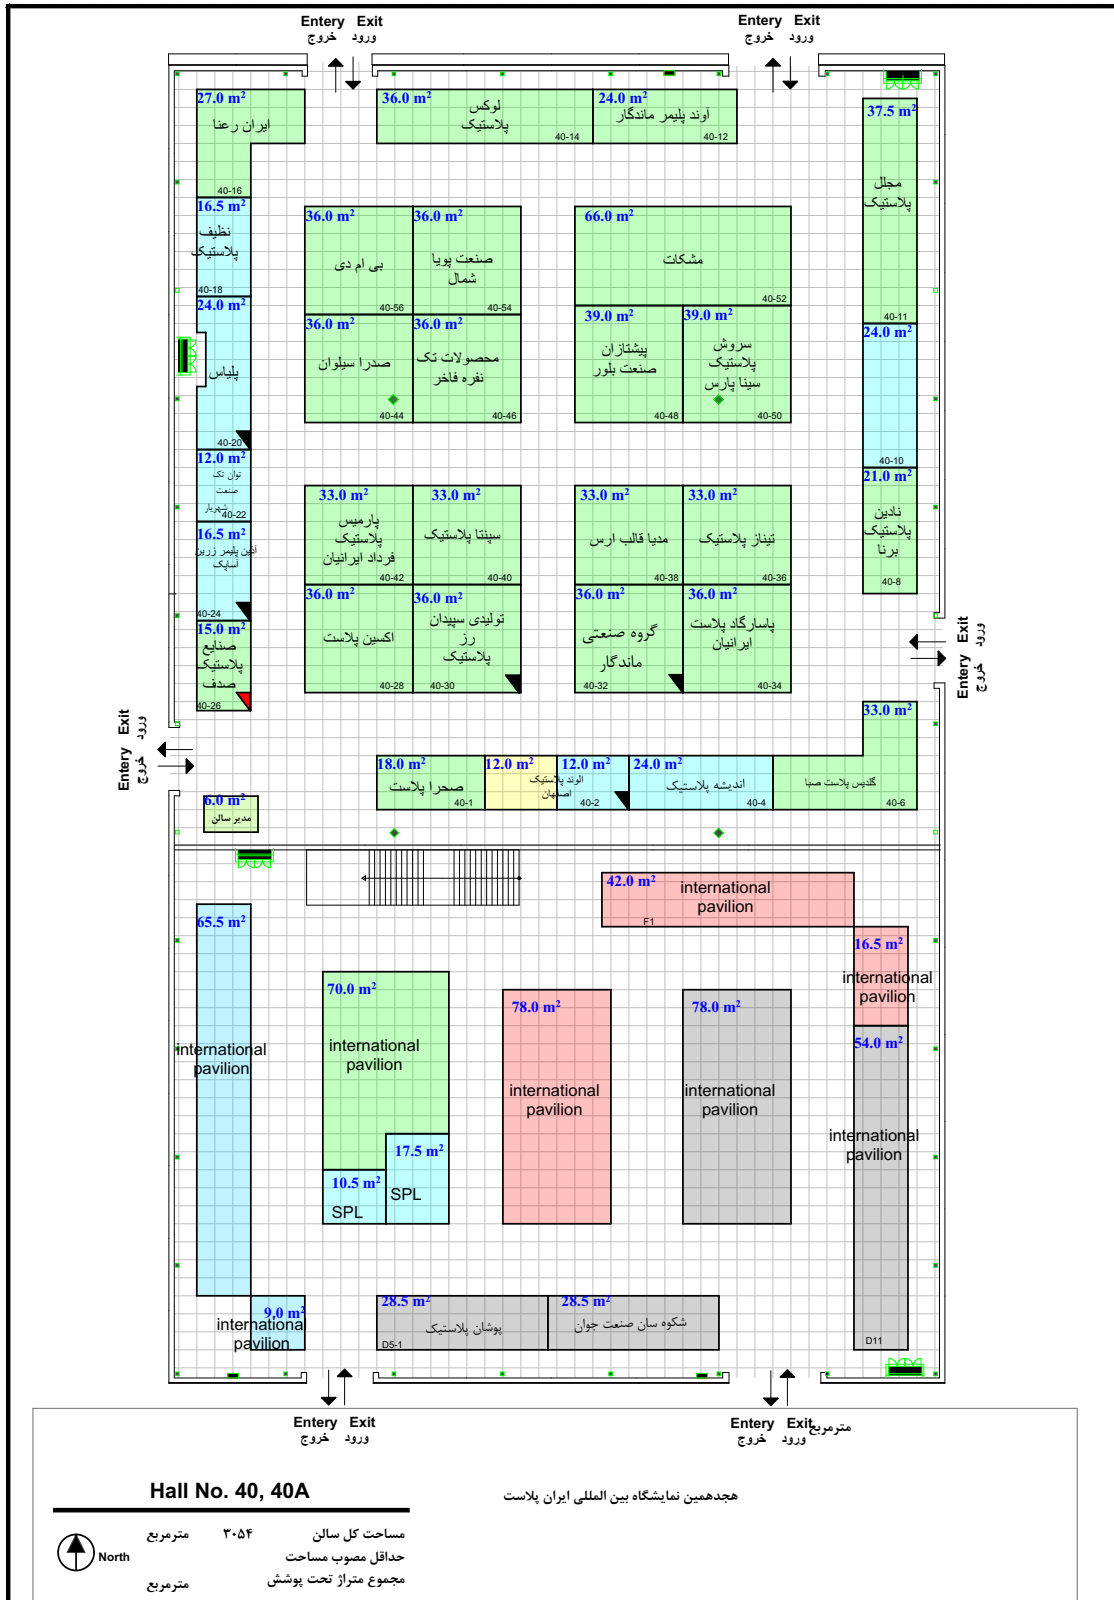 Entery Exit
خروج ورود
Entery Exit
خروج ورود
27.0 m²
ایران رعنا
40-16
36.0 m²
لوکس
پلاستیک
40-14
24.0 m²
آوند پلیمر ماندگار
40-12
37.5 m²
مجلل
پلاستیک
40-11
16.5 m²
نظیف
پلاستیک
40-18
36.0 m²
بی ام دی
40-56
36.0 m²
صنعت پویا
شمال
40-54
66.0 m²
مشکات
40-52
24.0 m²
پلیاس
40-20
36.0 m²
صدرا سیلوان
40-44
36.0 m²
محصولات تک
نقره فاخر
40-46
39.0 m²
پیشتازان
صنعت بلور
40-48
39.0 m²
سروش
پلاستیک
سینا پارس
40-50
24.0 m²
40-10
12.0 m²
توان تک
صنعت
شهریار
40-22
21.0 m²
نادین
پلاستیک
برنا
40-8
33.0 m²
پارمیس
پلاستیک
فرداد ایرانیان
40-42
33.0 m²
سپنتا پلاستیک
40-40
33.0 m²
مدیا قالب ارس
40-38
33.0 m²
تیناز پلاستیک
40-36
16.5 m²
آذین پلیمر زرین
آسایک
40-24
36.0 m²
اکسین پلاست
40-28
36.0 m²
تولیدی سپیدان
رز
پلاستیک
40-30
36.0 m²
گروه صنعتی
ماندگار
40-32
36.0 m²
پاسارگاد پلاست
ایرانیان
40-34
15.0 m²
صنایع
پلاستیک
صدف
40-26
Entery Exit
خروج ورود
Entery Exit
خروج ورود
18.0 m²
صحرا پلاست
40-1
12.0 m²
12.0 m²
الوند پلاستیک
اصفهان
40-2
24.0 m²
اندیشه پلاستیک
40-4
33.0 m²
گلدیس پلاست صبا
40-6
6.0 m²
مدیر سالن
42.0 m²
international
pavilion
F1
65.5 m²
international
pavilion
16.5 m²
international
pavilion
70.0 m²
international
pavilion
78.0 m²
international
pavilion
78.0 m²
international
pavilion
54.0 m²
international
pavilion
D11
17.5 m²
SPL
10.5 m²
SPL
9.0 m²
international
pavilion
28.5 m²
پوشان پلاستیک
D5-1
28.5 m²
شکوه سان صنعت جوان
Entery Exit
خروج ورود
Entery Exit
خروج ورود
مترمربع
Hall No. 40, 40A
هجدهمین نمایشگاه بین المللی ایران پلاست
مساحت کل سالن ۳۰۵۴ مترمربع
حداقل مصوب مساحت
مجموع متراژ تحت پوشش مترمربع
North